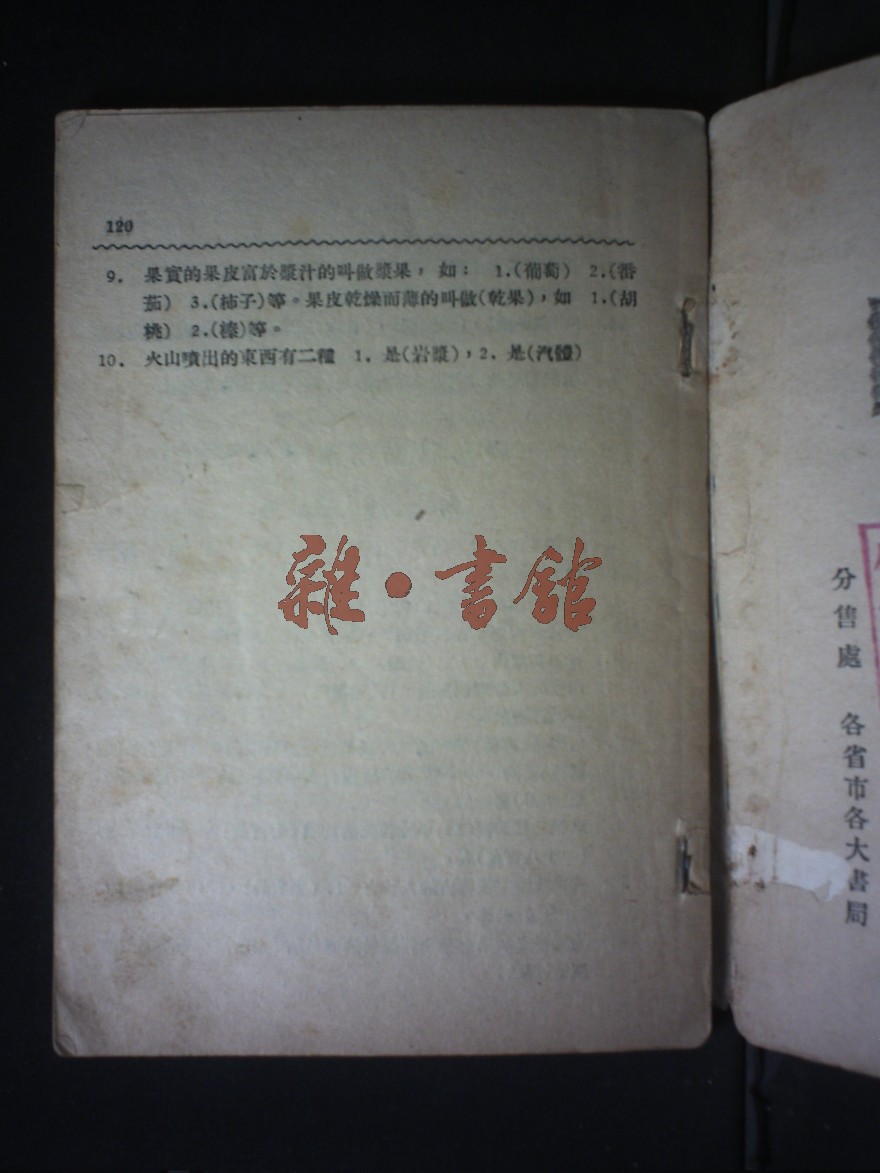 120
9. 果實的果皮富於漿汁的叫做漿果，如： 1.(葡萄) 2.(番
茄) 3.(柿子)等。果皮乾燥而薄的叫做(乾果)，如 1.(胡
桃) 2.(榛)等。
10. 火山噴出的東西有二種 1. 是(岩漿)，2. 是(汽體)
雜·書館
分售處 各省市各大書局